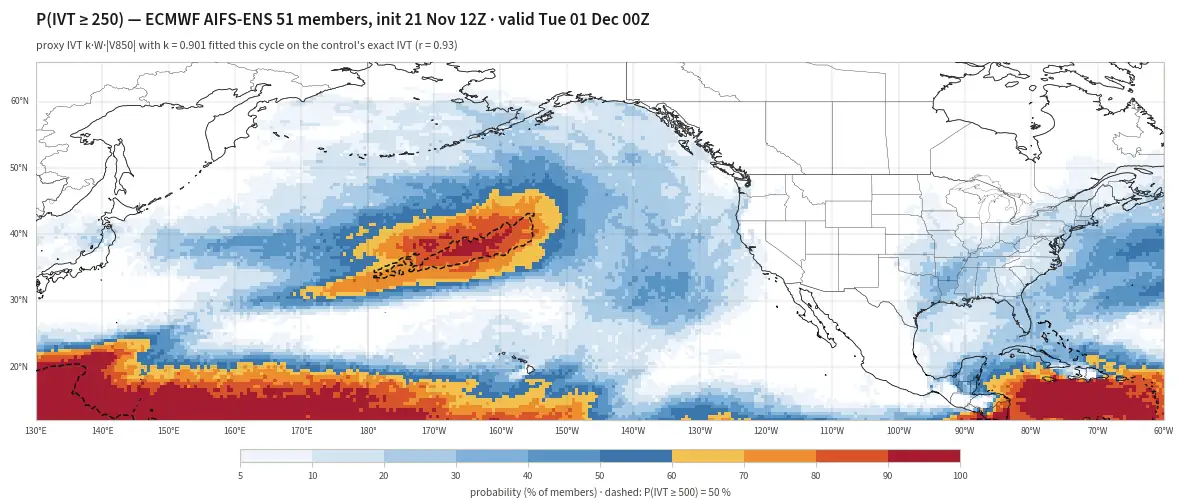 P(IVT ≥ 250) — ECMWF AIFS-ENS 51 members, init 21 Nov 12Z · valid Tue 01 Dec 00Z
proxy IVT k·W·|V850| with k = 0.901 fitted this cycle on the control's exact IVT (r = 0.93)
60°N
50°N
40°N
30°N
20°N
130°E 140°E 150°E 160°E 170°E 180° 170°W 160°W 150°W 140°W 130°W 120°W 110°W 100°W 90°W 80°W 70°W 60°W
5 10 20 30 40 50 60 70 80 90 100
probability (% of members) · dashed: P(IVT ≥ 500) = 50 %